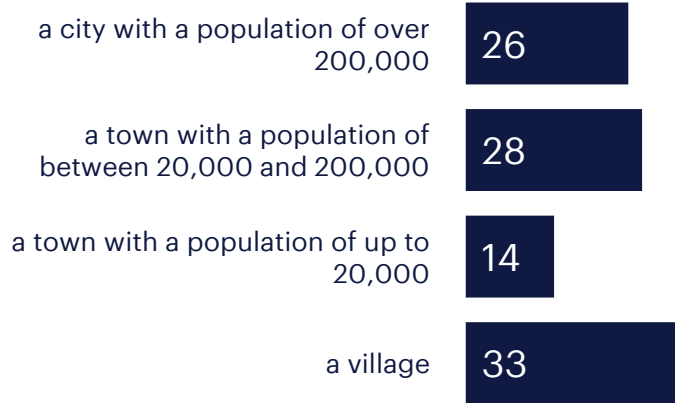 a city with a population of over
200,000
26
a town with a population of
between 20,000 and 200,000
28
a town with a population of up to
20,000
14
a village
33